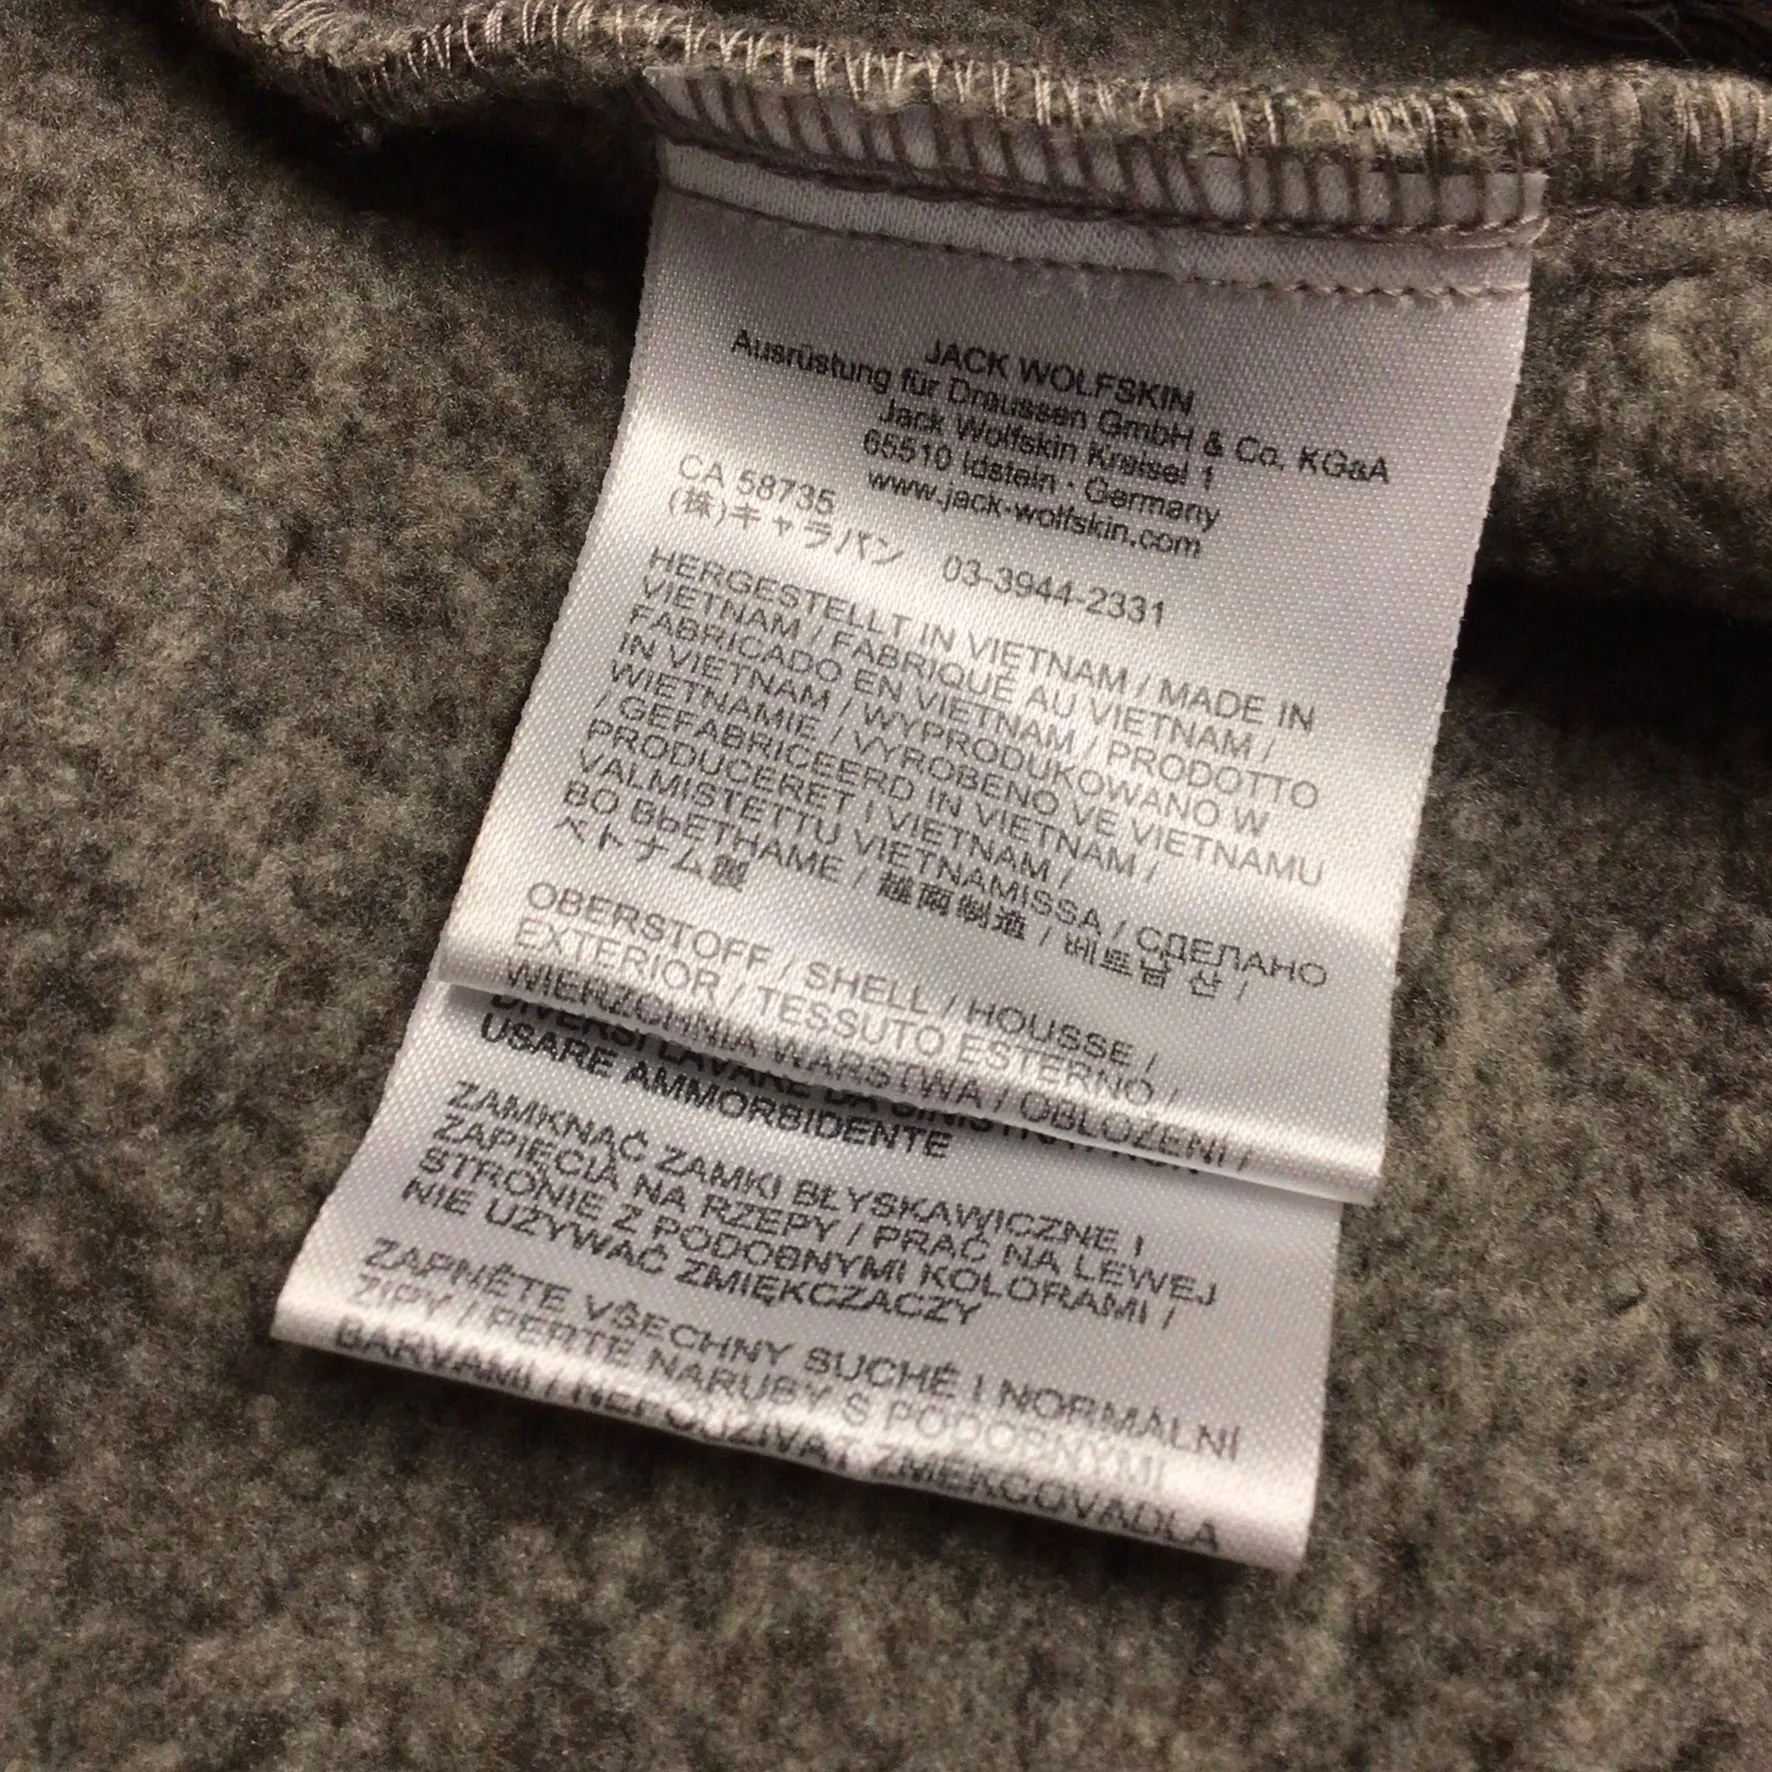 JACK WOLFSKIN
Ausrüstung für Draussen GmbH & Co. KGaA
Jack Wolfskin Kreisel 1
65510 Idstein · Germany
www.jack-wolfskin.com
CA 58735
(株)キャラバン 03-3944-2331
HERGESTELLT IN VIETNAM / MADE IN
VIETNAM / FABRIQUÉ AU VIETNAM /
FABRICADO EN VIETNAM / PRODOTTO
IN VIETNAM / WYPRODUKOWANO W
WIETNAMIE / VYROBENO VE VIETNAMU
/ GEFABRICEERD IN VIETNAM /
PRODUCERET I VIETNAM /
VALMISTETTU VIETNAMISSA / СДЕЛАНО
ВО ВЬЕТНАМЕ / 越南制造 / 베트남 산 /
ベトナム製
OBERSTOFF / SHELL / HOUSSE /
EXTERIOR / TESSUTO ESTERNO /
WIERZCHNIA WARSTWA / OBLOŽENÍ /
DIVERSI LAVARE DA
USARE AMMORBIDENTE
ZAMKNĄĆ ZAMKI BŁYSKAWICZNE I
ZAPIĘCIA NA RZEPY / PRAĆ NA LEWEJ
STRONIE Z PODOBNYMI KOLORAMI /
NIE UŻYWAĆ ZMIĘKCZACZY
ZAPNĚTE VŠECHNY SUCHÉ I NORMÁLNÍ
ZIPY / PERTE NARUBY S PODOBNÝMI
BARVAMI / NEPOUŽÍVAT ZMĚKČOVADLA